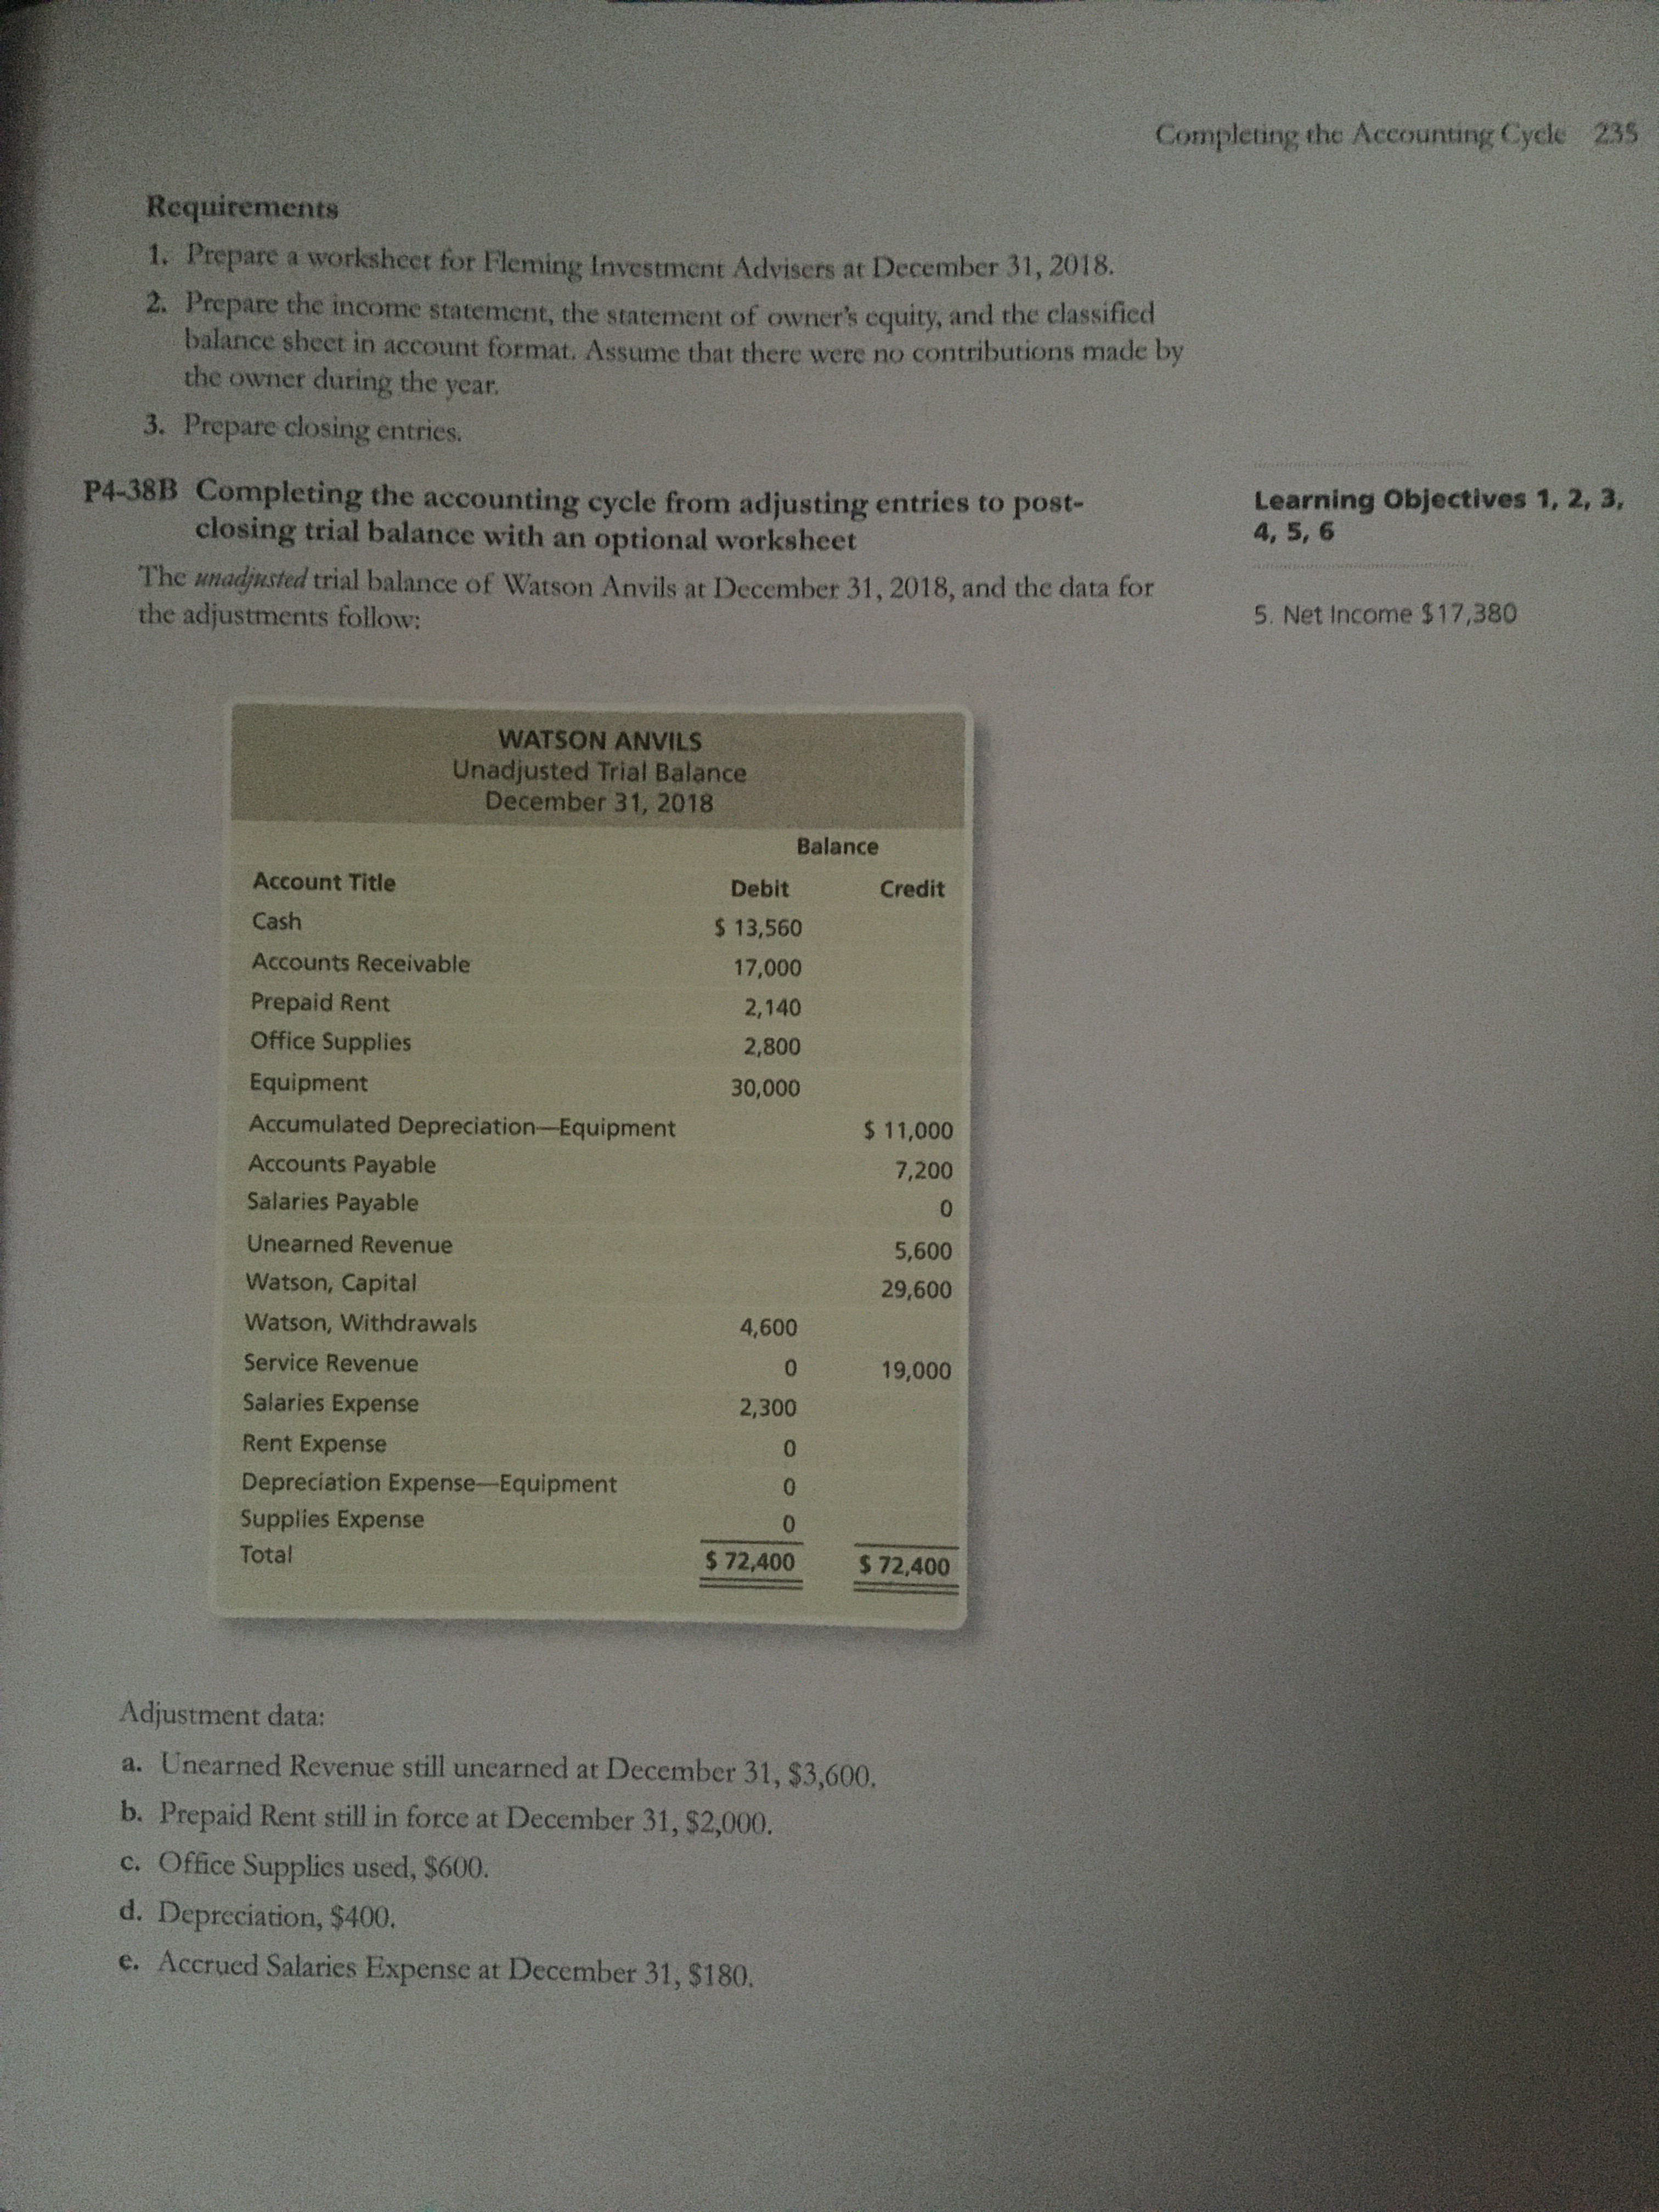 Completing the Accounting Cycle 235
Requirements
1. Prepare a worksheet for Fleming Investment Advisers at December 31, 2018.
2. Prepare the income statement, the statement of owner's equity, and the classified
balance sheet in account format. Assume that there were no contributions made by
the owner during the year.
3. Prepare closing entries.
P4-38B Completing the accounting cycle from adjusting entries to post-
closing trial balance with an optional worksheet
Learning Objectives 1, 2, 3,
4, 5, 6
The unadjusted trial balance of Watson Anvils at December 31, 2018, and the data for
the adjustments follow:
5. Net Income $17,380
WATSON ANVILS
Unadjusted Trial Balance
December 31, 2018
Balance
Account Title Debit Credit
Cash $ 13,560
Accounts Receivable 17,000
Prepaid Rent 2,140
Office Supplies 2,800
Equipment 30,000
Accumulated Depreciation—Equipment $ 11,000
Accounts Payable 7,200
Salaries Payable 0
Unearned Revenue 5,600
Watson, Capital 29,600
Watson, Withdrawals 4,600
Service Revenue 0 19,000
Salaries Expense 2,300
Rent Expense 0
Depreciation Expense—Equipment 0
Supplies Expense 0
Total $ 72,400 $ 72,400
Adjustment data:
a. Unearned Revenue still unearned at December 31, $3,600.
b. Prepaid Rent still in force at December 31, $2,000.
c. Office Supplies used, $600.
d. Depreciation, $400.
e. Accrued Salaries Expense at December 31, $180.